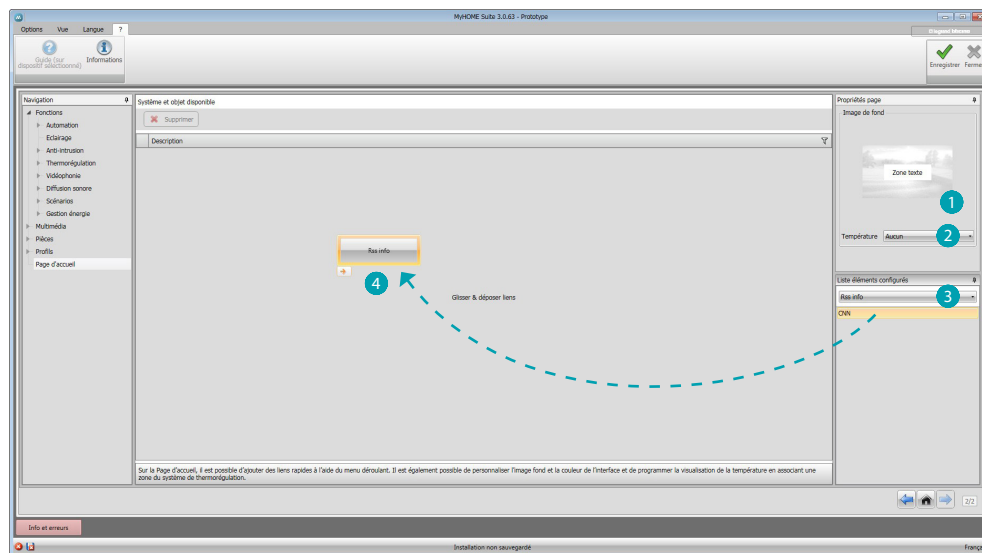 MyHOME Suite 3.0.63 - Prototype
Options Vue Langue ?
Guide (sur dispositif sélectionné)
Informations
Enregistrer
Ferme
Navigation
Fonctions
Automation
Eclairage
Anti-intrusion
Thermorégulation
Vidéophonie
Diffusion sonore
Scénarios
Gestion énergie
Multimédia
Pièces
Profils
Page d'accueil
Système et objet disponible
Supprimer
Description
Rss info
4
Glisser & déposer liens
Sur la Page d'accueil, il est possible d'ajouter des liens rapides à l'aide du menu déroulant. Il est également possible de personnaliser l'image fond et la couleur de l'interface et de programmer la visualisation de la température en associant une
zone du système de thermorégulation.
Propriétés page
Image de fond
Zone texte
1
Température Aucun 2
Liste éléments configurés
Rss info 3
CNN
2/2
Info et erreurs
Installation non sauvegardé
França